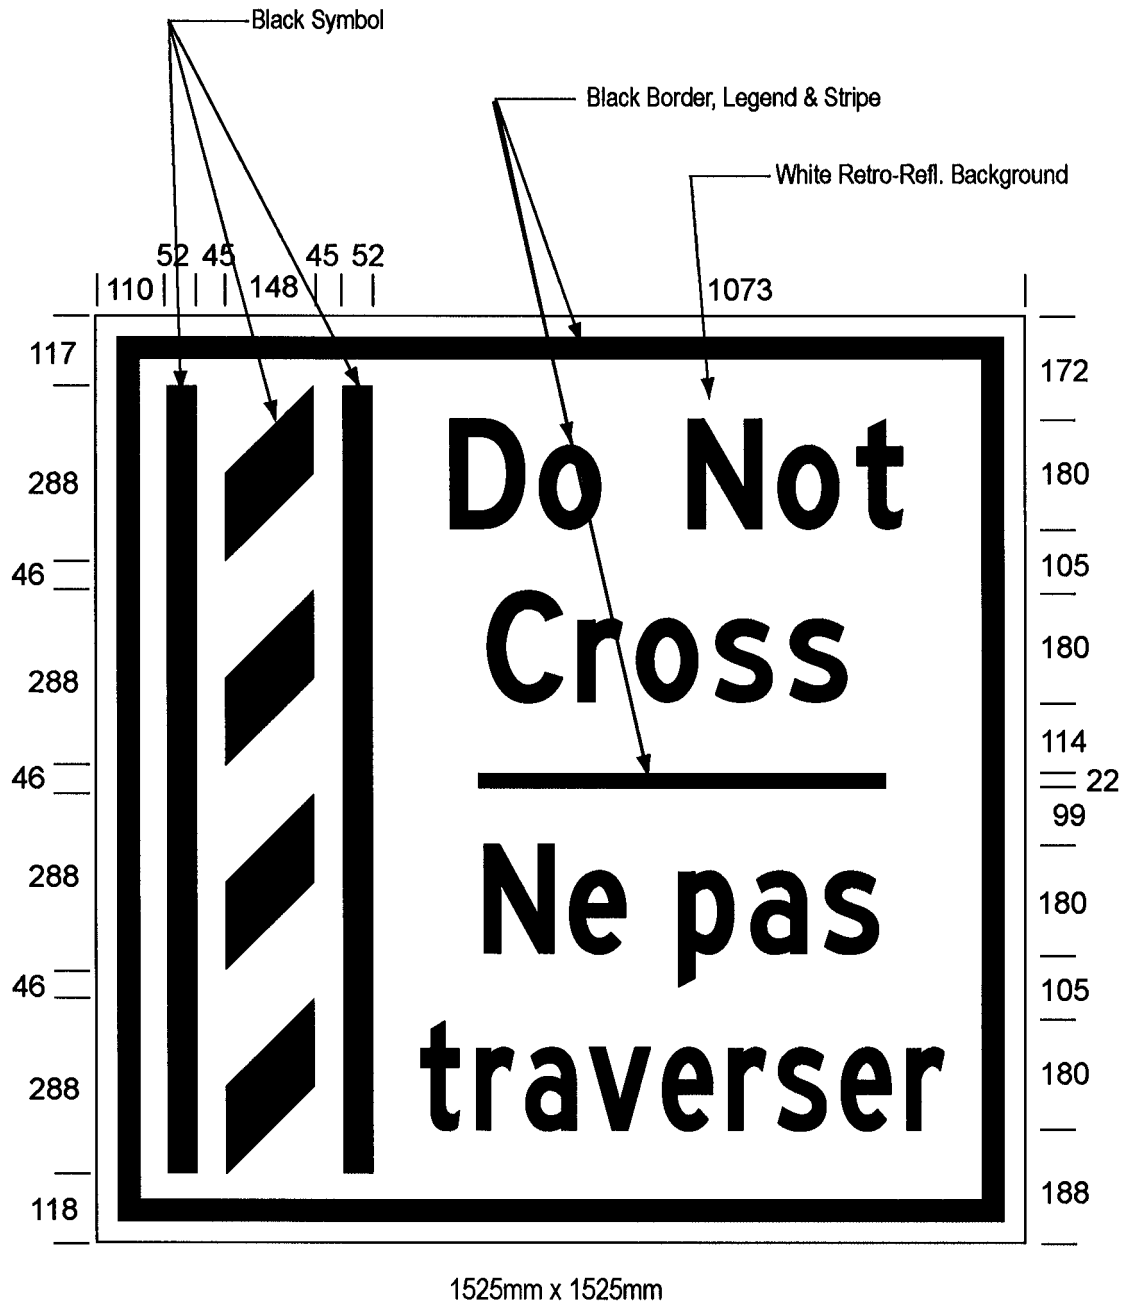 Black Symbol
Black Border, Legend & Stripe
White Retro-Refl. Background
52 45 45 52
110 148 1073
117
172
288
180
46
105
288
180
46
114
22
99
288
180
46
105
288
180
118
188
Do Not
Cross
Ne pas
traverser
1525mm x 1525mm